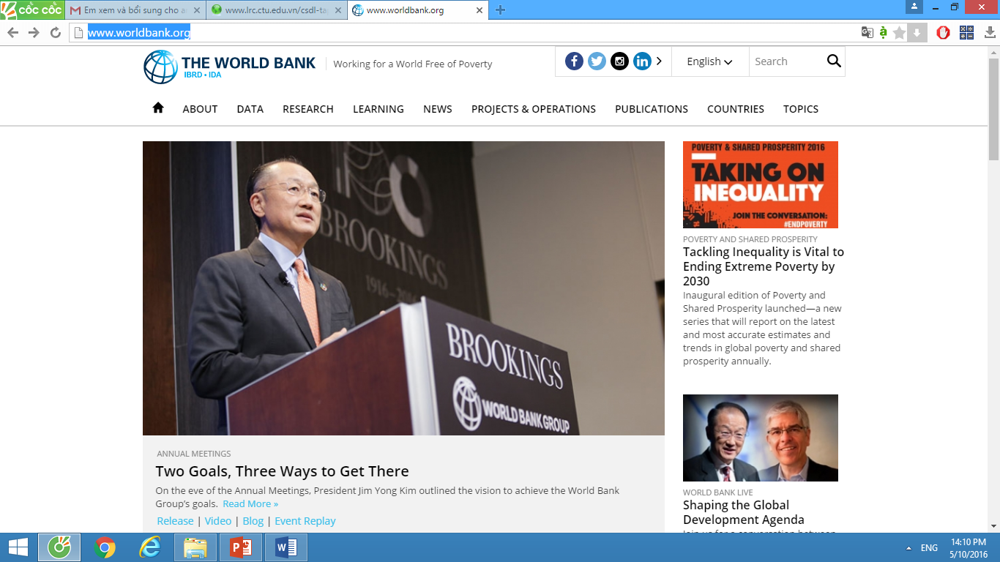 CỐC CỐC
Em xem và bổi sung cho a
www.lrc.ctu.edu.vn/csdl-ta
www.worldbank.org
www.worldbank.org
THE WORLD BANK
IBRD • IDA
Working for a World Free of Poverty
English
Search
ABOUT DATA RESEARCH LEARNING NEWS PROJECTS & OPERATIONS PUBLICATIONS COUNTRIES TOPICS
BROOKINGS
1916–2016
BROOKINGS
WORLD BANK GROUP
ANNUAL MEETINGS
Two Goals, Three Ways to Get There
On the eve of the Annual Meetings, President Jim Yong Kim outlined the vision to achieve the World Bank
Group's goals. Read More »
Release | Video | Blog | Event Replay
POVERTY & SHARED PROSPERITY 2016
TAKING ON
INEQUALITY
JOIN THE CONVERSATION:
#ENDPOVERTY
POVERTY AND SHARED PROSPERITY
Tackling Inequality is Vital to
Ending Extreme Poverty by
2030
Inaugural edition of Poverty and
Shared Prosperity launched—a new
series that will report on the latest
and most accurate estimates and
trends in global poverty and shared
prosperity annually.
WORLD BANK LIVE
Shaping the Global
Development Agenda
Join us for a conversation between
ENG
14:10 PM
5/10/2016